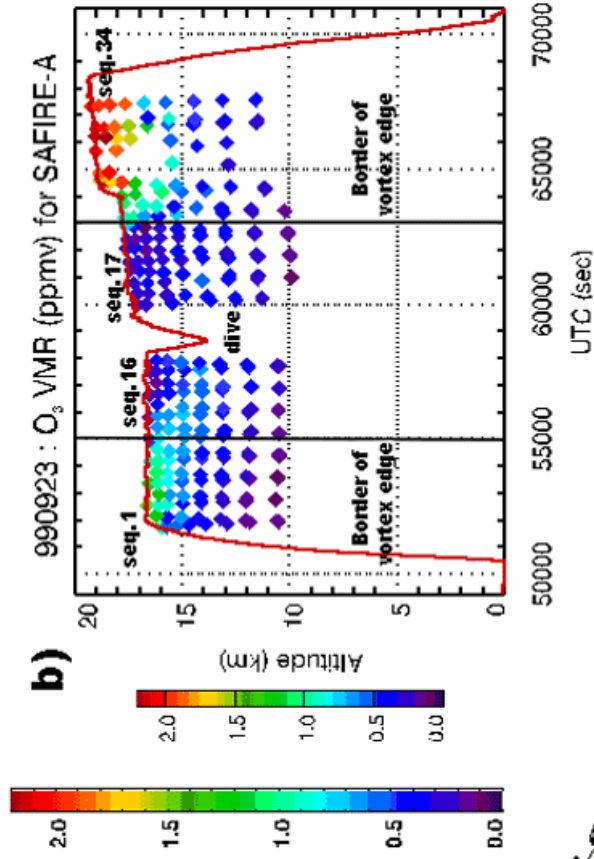 b)
990923 : O3 VMR (ppmv) for SAFIRE-A
seq.1
seq.16
seq.17
seq.34
dive
Border of
vortex edge
Border of
vortex edge
Altitude (km)
20
15
10
5
0
50000
55000
60000
65000
70000
UTC (sec)
2.0
1.5
1.0
0.5
0.0
2.0
1.5
1.0
0.5
0.0